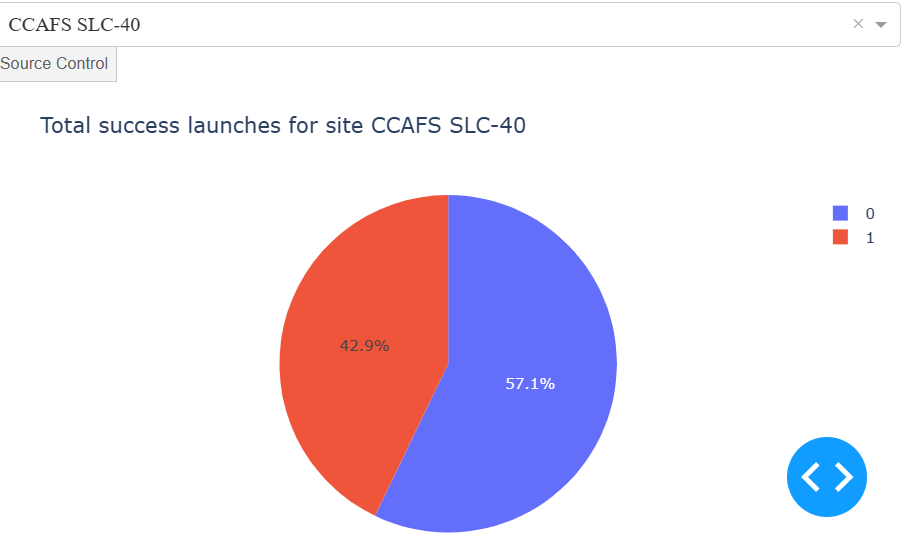 CCAFS SLC-40
Source Control
Total success launches for site CCAFS SLC-40
0
1
42.9%
57.1%